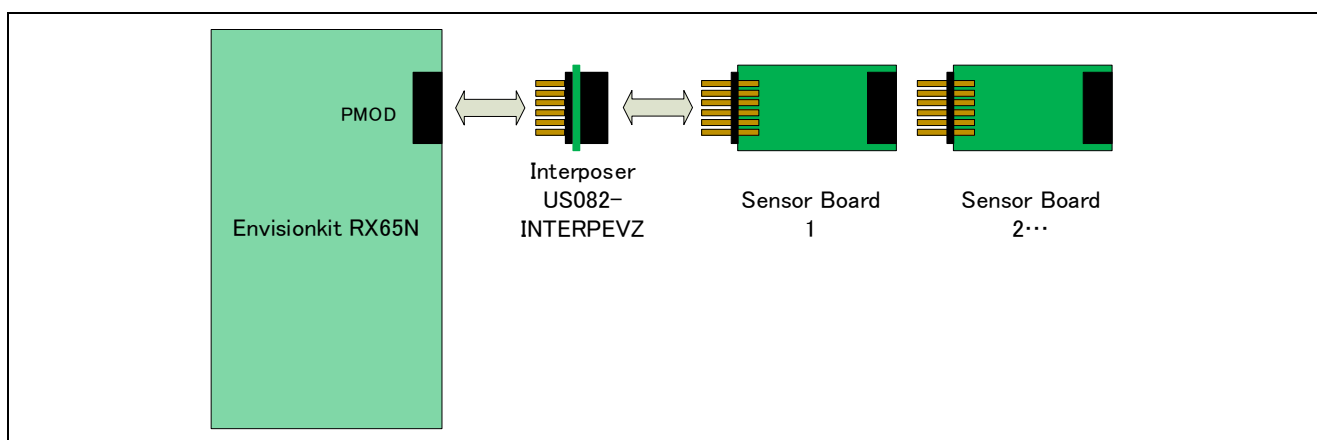 PMOD
Envisionkit RX65N
Interposer
US082-
INTERPEVZ
Sensor Board
1
Sensor Board
2⋯